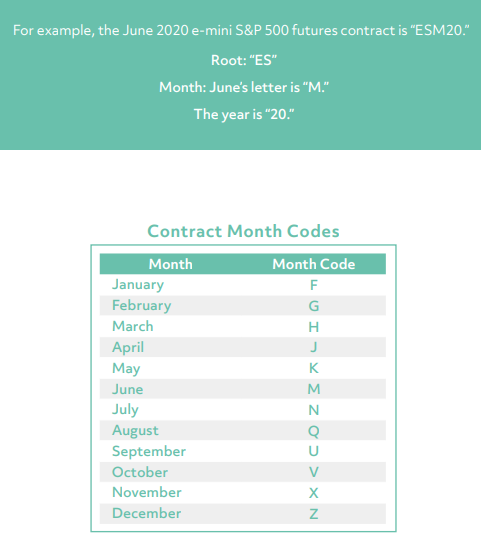 For example, the June 2020 e-mini S&P 500 futures contract is “ESM20.”
Root: “ES”
Month: June’s letter is “M.”
The year is “20.”
Contract Month Codes
Month Month Code
January F
February G
March H
April J
May K
June M
July N
August Q
September U
October V
November X
December Z